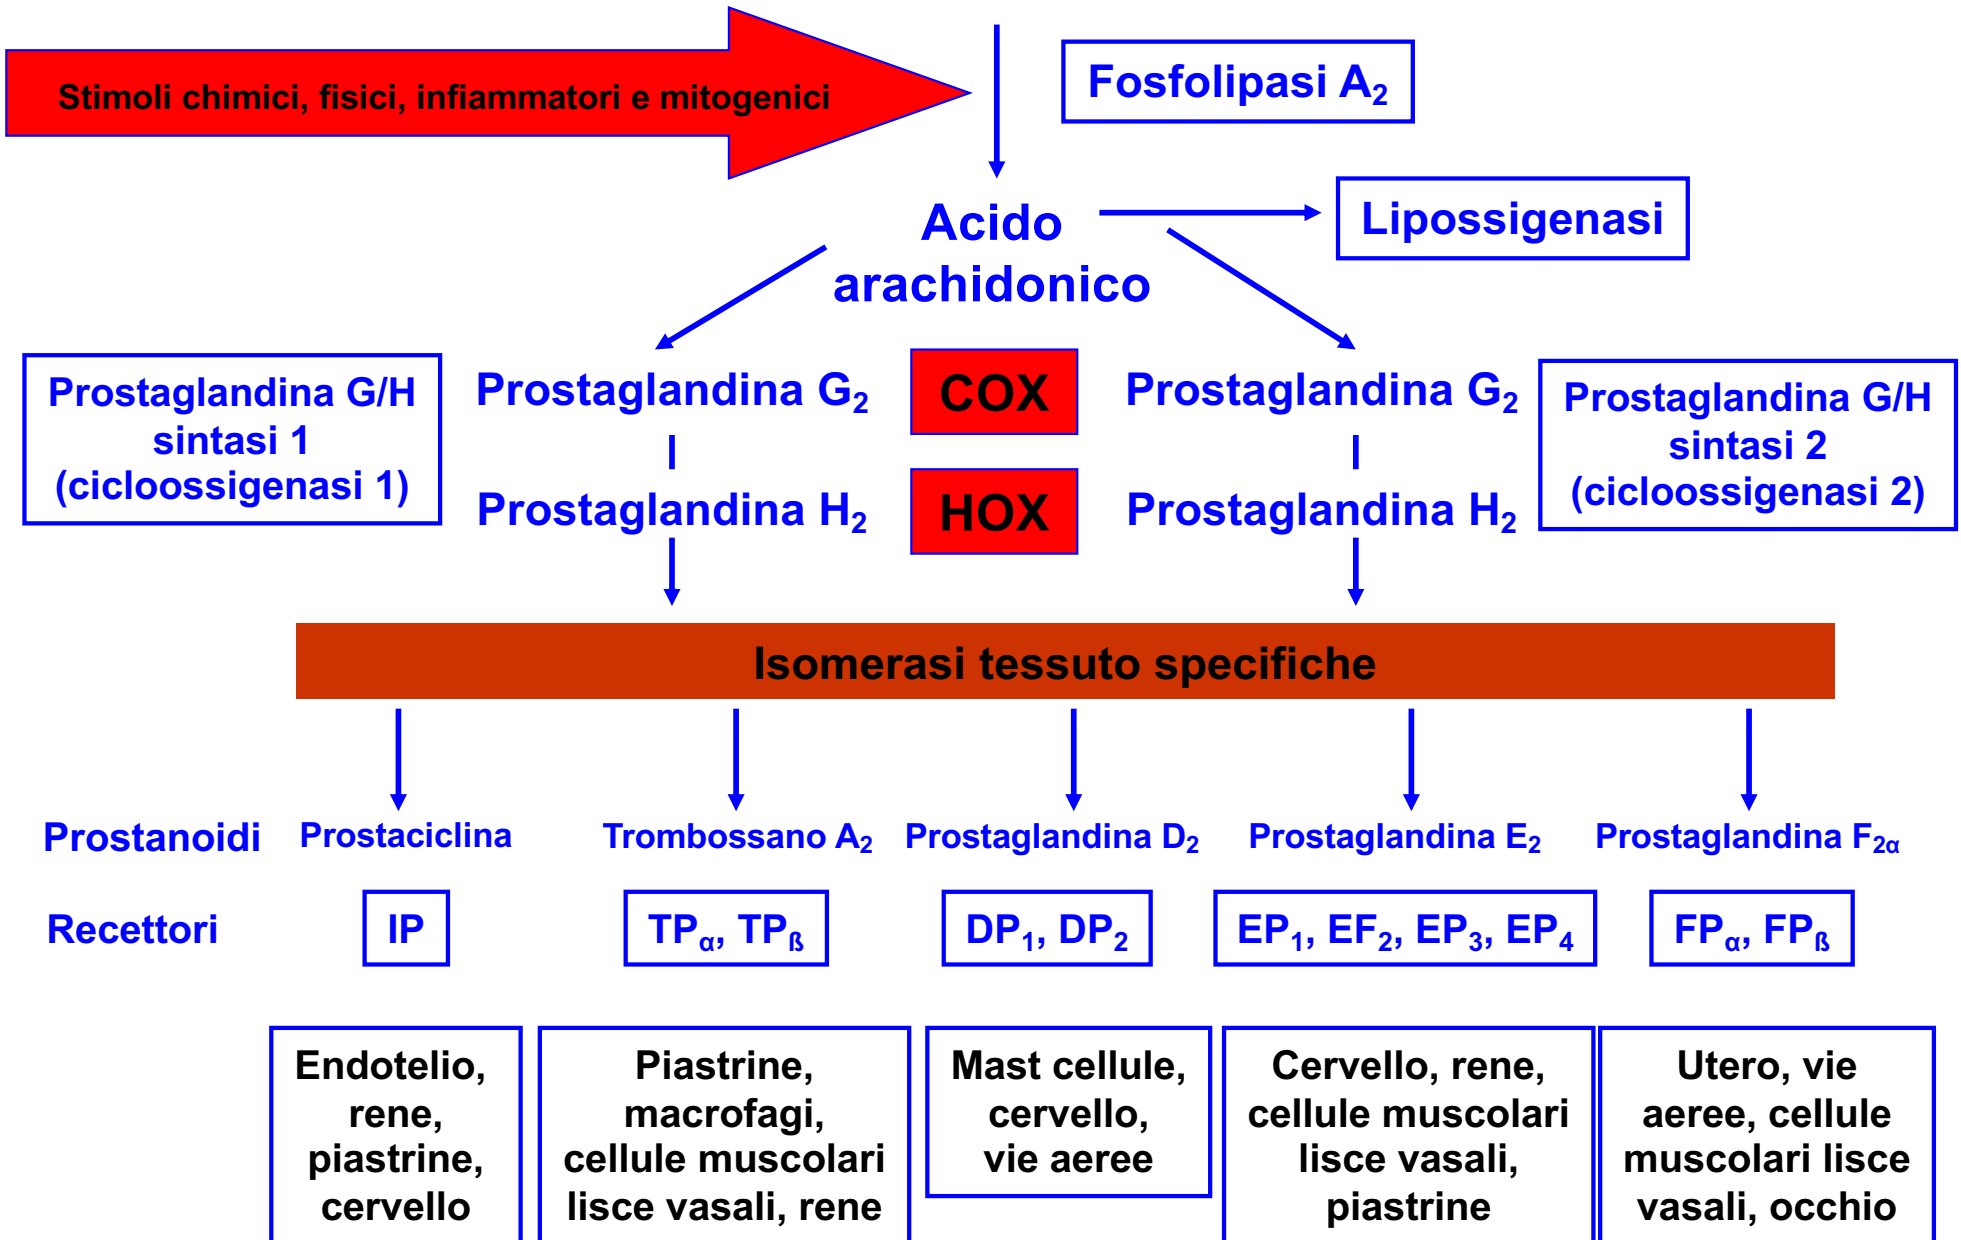 Stimoli chimici, fisici, infiammatori e mitogenici
Fosfolipasi A₂
Acido
arachidonico
Lipossigenasi
Prostaglandina G/H
sintasi 1
(cicloossigenasi 1)
Prostaglandina G₂
COX
Prostaglandina G₂
Prostaglandina G/H
sintasi 2
(cicloossigenasi 2)
Prostaglandina H₂
HOX
Prostaglandina H₂
Isomerasi tessuto specifiche
Prostanoidi
Prostaciclina
Trombossano A₂
Prostaglandina D₂
Prostaglandina E₂
Prostaglandina F₂α
Recettori
IP
TPα, TPß
DP₁, DP₂
EP₁, EF₂, EP₃, EP₄
FPα, FPß
Endotelio,
rene,
piastrine,
cervello
Piastrine,
macrofagi,
cellule muscolari
lisce vasali, rene
Mast cellule,
cervello,
vie aeree
Cervello, rene,
cellule muscolari
lisce vasali,
piastrine
Utero, vie
aeree, cellule
muscolari lisce
vasali, occhio